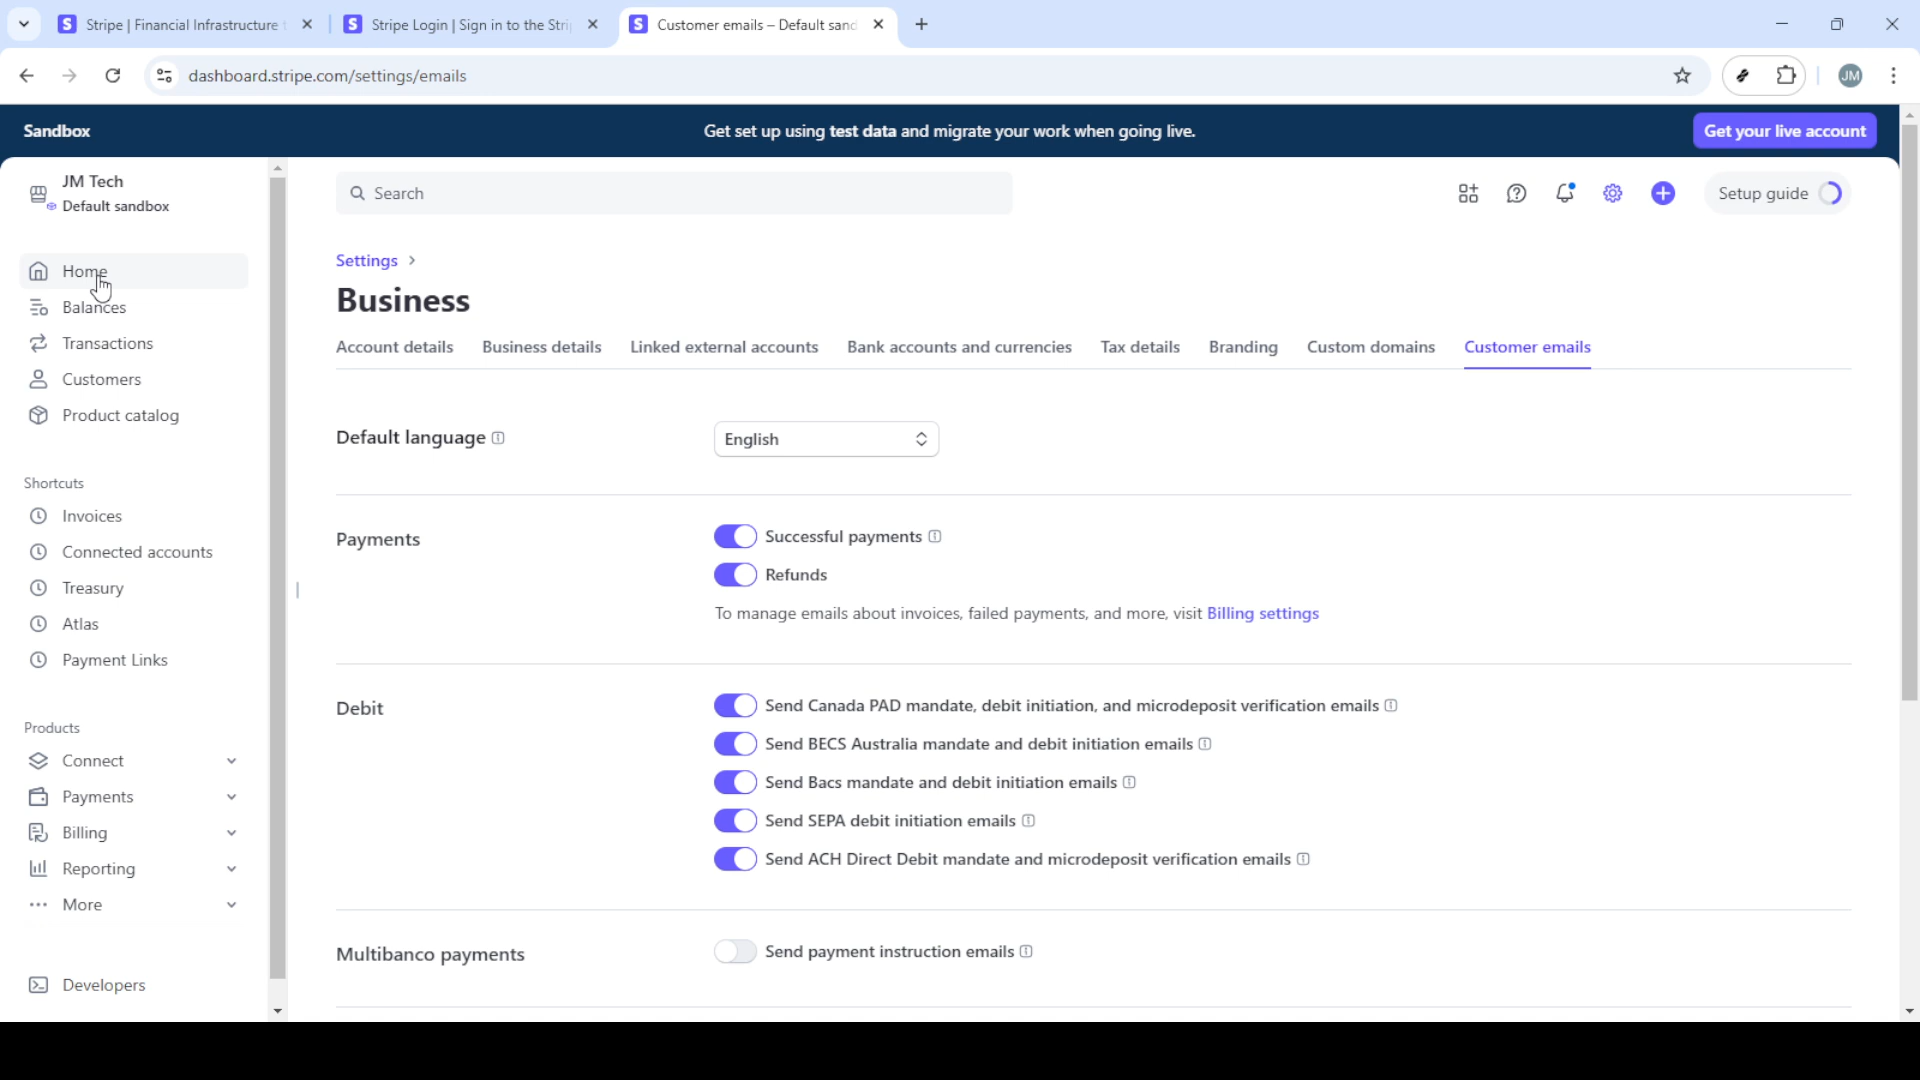 Stripe | Financial Infrastructure
Stripe Login | Sign in to the Stri
Customer emails – Default sand
dashboard.stripe.com/settings/emails
JM
Sandbox
Get set up using test data and migrate your work when going live.
Get your live account
JM Tech
Default sandbox
Search
Setup guide
Home
Balances
Transactions
Customers
Product catalog
Shortcuts
Invoices
Connected accounts
Treasury
Atlas
Payment Links
Products
Connect
Payments
Billing
Reporting
More
Developers
Settings
Business
Account details
Business details
Linked external accounts
Bank accounts and currencies
Tax details
Branding
Custom domains
Customer emails
Default language
English
Payments
Successful payments
Refunds
To manage emails about invoices, failed payments, and more, visit Billing settings
Debit
Send Canada PAD mandate, debit initiation, and microdeposit verification emails
Send BECS Australia mandate and debit initiation emails
Send Bacs mandate and debit initiation emails
Send SEPA debit initiation emails
Send ACH Direct Debit mandate and microdeposit verification emails
Multibanco payments
Send payment instruction emails